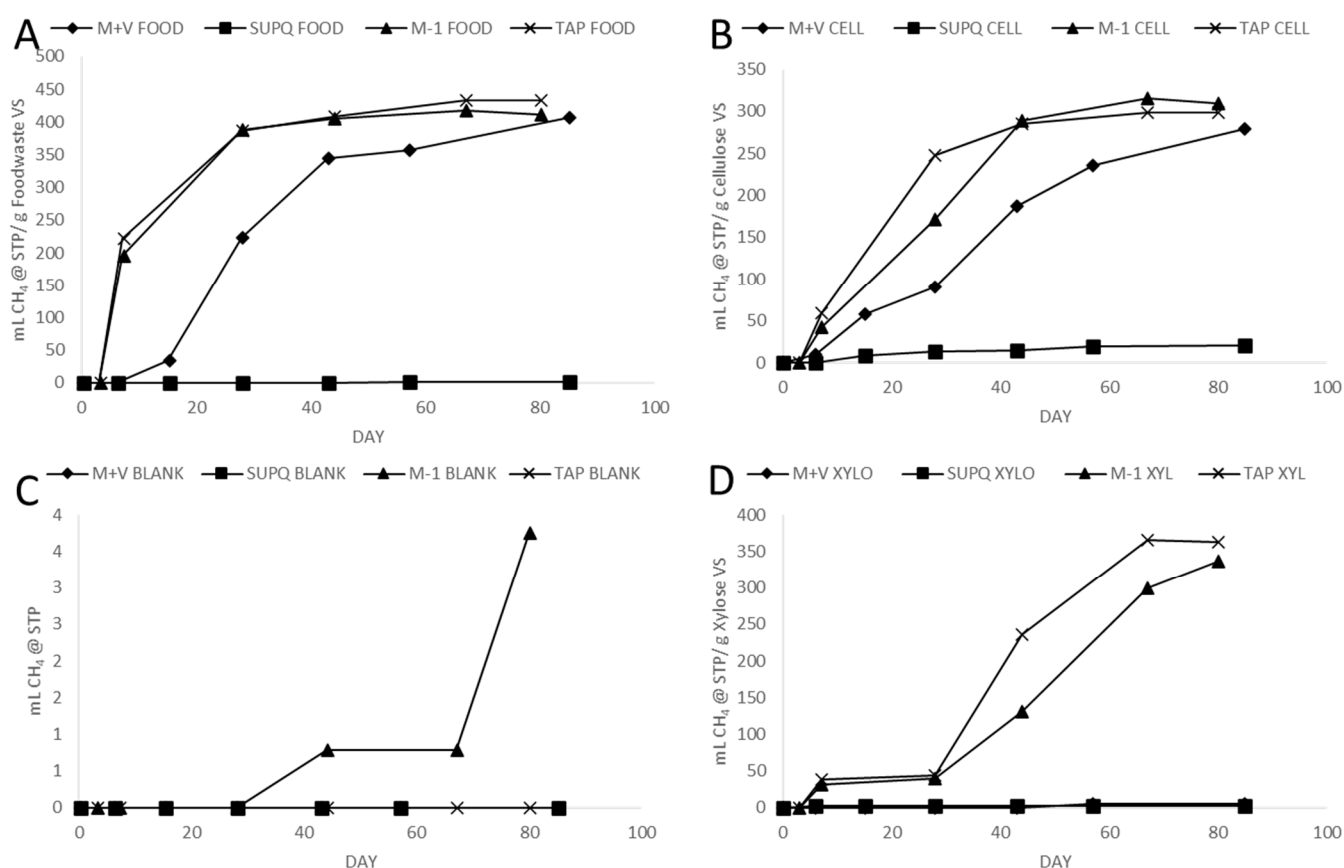 A
M+V FOOD SUPQ FOOD M-1 FOOD TAP FOOD
500
450
400
350
300
250
200
150
100
50
0
mL CH₄ @ STP/ g Foodwaste VS
0 20 40 60 80 100
DAY
B
M+V CELL SUPQ CELL M-1 CELL TAP CELL
350
300
250
200
150
100
50
0
mL CH₄ @ STP/ g Cellulose VS
0 20 40 60 80 100
DAY
C
M+V BLANK SUPQ BLANK M-1 BLANK TAP BLANK
4
4
3
3
2
2
1
1
0
mL CH₄ @ STP
0 20 40 60 80 100
DAY
D
M+V XYLO SUPQ XYLO M-1 XYL TAP XYL
400
350
300
250
200
150
100
50
0
mL CH₄ @ STP/ g Xylose VS
0 20 40 60 80 100
DAY